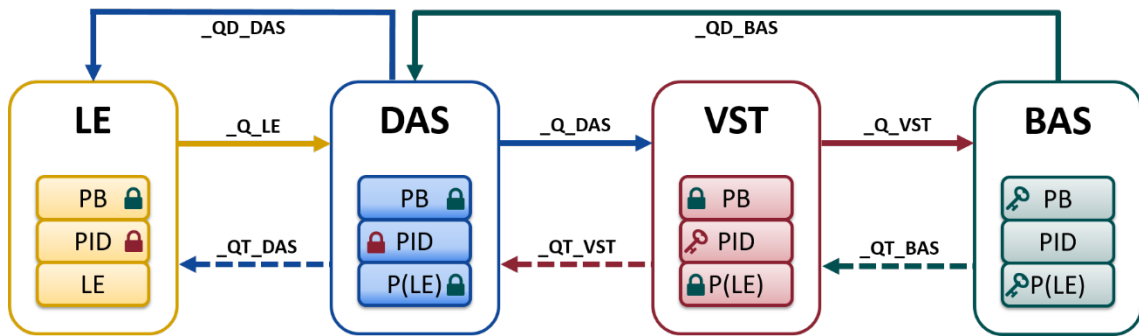 _QD_DAS
_QD_BAS
LE
DAS
VST
BAS
_Q_LE
_Q_DAS
_Q_VST
PB
PB
PB
PB
PID
PID
PID
PID
_QT_DAS
_QT_VST
_QT_BAS
LE
P(LE)
P(LE)
P(LE)